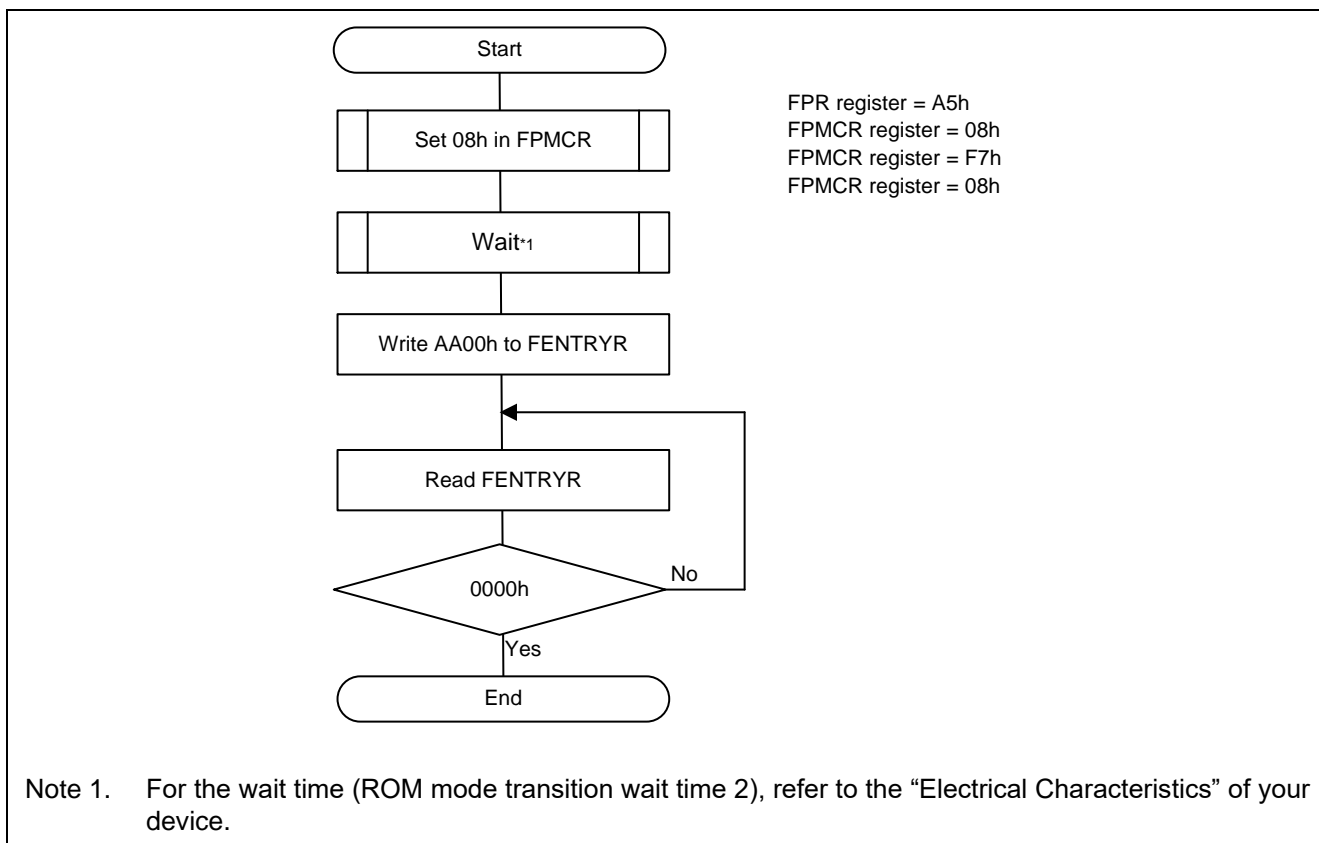 Start
FPR register = A5h
FPMCR register = 08h
FPMCR register = F7h
FPMCR register = 08h
Set 08h in FPMCR
Wait*1
Write AA00h to FENTRYR
Read FENTRYR
0000h
No
Yes
End
Note 1. For the wait time (ROM mode transition wait time 2), refer to the “Electrical Characteristics” of your
device.